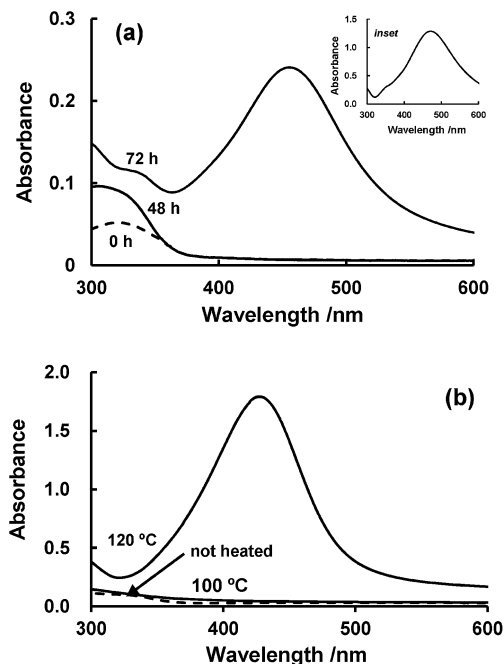 (a)
inset
1.5
1.0
0.5
0.0
300 400 500 600
Wavelength /nm
Absorbance
0.3
0.2
0.1
0
Absorbance
72 h
48 h
0 h
300 400 500 600
Wavelength /nm
(b)
2.0
1.5
1.0
0.5
0.0
Absorbance
120 ºC
not heated
100 ºC
300 400 500 600
Wavelength /nm